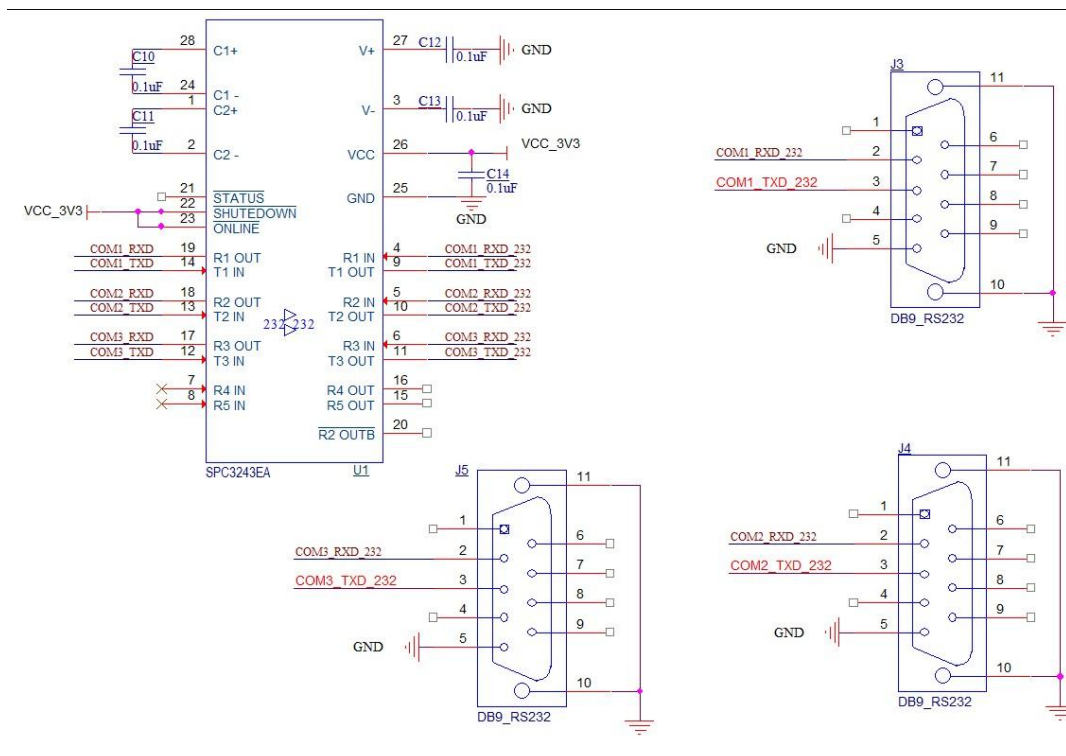 28 C1+ V+ 27 C12 0.1uF GND
C10 0.1uF
24 C1 -
1 C2+ V- 3 C13 0.1uF GND
C11 0.1uF
2 C2 - VCC 26 VCC_3V3
C14 0.1uF
GND 25 GND
21 STATUS
VCC_3V3 22 SHUTEDOWN
23 ONLINE
COM1_RXD 19 R1 OUT R1 IN 4 COM1_RXD_232
COM1_TXD 14 T1 IN T1 OUT 9 COM1_TXD_232
COM2_RXD 18 R2 OUT R2 IN 5 COM2_RXD_232
COM2_TXD 13 T2 IN T2 OUT 10 COM2_TXD_232
232 232
COM3_RXD 17 R3 OUT R3 IN 6 COM3_RXD_232
COM3_TXD 12 T3 IN T3 OUT 11 COM3_TXD_232
7 R4 IN R4 OUT 16
8 R5 IN R5 OUT 15
R2 OUTB 20
SPC3243EA U1
J3
11
1
6
COM1_RXD_232 2
7
COM1_TXD_232 3
8
4
9
GND 5
10
DB9_RS232
J5
11
1
6
COM3_RXD_232 2
7
COM3_TXD_232 3
8
4
9
GND 5
10
DB9_RS232
J4
11
1
6
COM2_RXD_232 2
7
COM2_TXD_232 3
8
4
9
GND 5
10
DB9_RS232